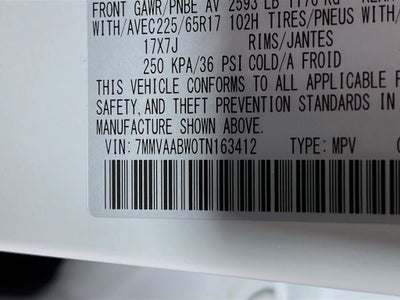 FRONT GAWR/PNBE AV 2593 LB 1176 KG
WITH/AVEC225/65R17 102H TIRES/PNEUS WITH/
17X7J RIMS/JANTES
250 KPA/36 PSI COLD/A FROID
THIS VEHICLE CONFORMS TO ALL APPLICABLE F
SAFETY, AND THEFT PREVENTION STANDARDS IN
MANUFACTURE SHOWN ABOVE.
VIN: 7MMVAABW0TN163412 TYPE: MPV